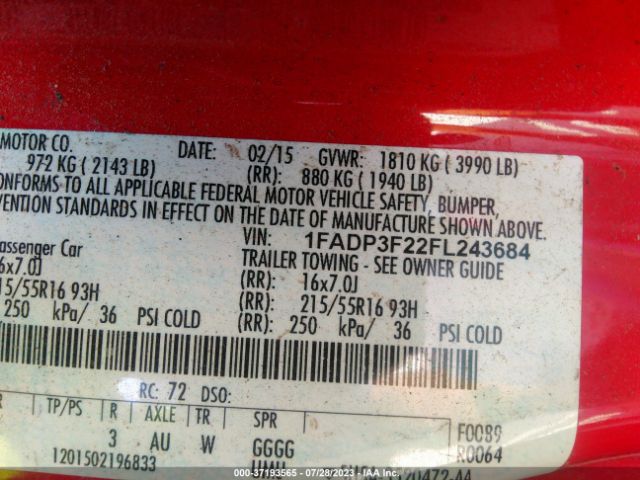 MOTOR CO. DATE: 02/15 GVWR: 1810 KG ( 3990 LB)
972 KG ( 2143 LB) (RR): 880 KG ( 1940 LB)
CONFORMS TO ALL APPLICABLE FEDERAL MOTOR VEHICLE SAFETY, BUMPER,
VENTION STANDARDS IN EFFECT ON THE DATE OF MANUFACTURE SHOWN ABOVE.
VIN: 1FADP3F22FL243684
assenger Car TRAILER TOWING - SEE OWNER GUIDE
6x7.0J (RR): 16x7.0J
15/55R16 93H (RR): 215/55R16 93H
250 kPa/ 36 PSI COLD (RR): 250 kPa/ 36 PSI COLD
RC: 72 DSO:
R TP/PS R AXLE TR SPR F0089
3 AU W GGGG R0064
1201502196833
000-37193565 - 07/28/2023 - IAAI.COM